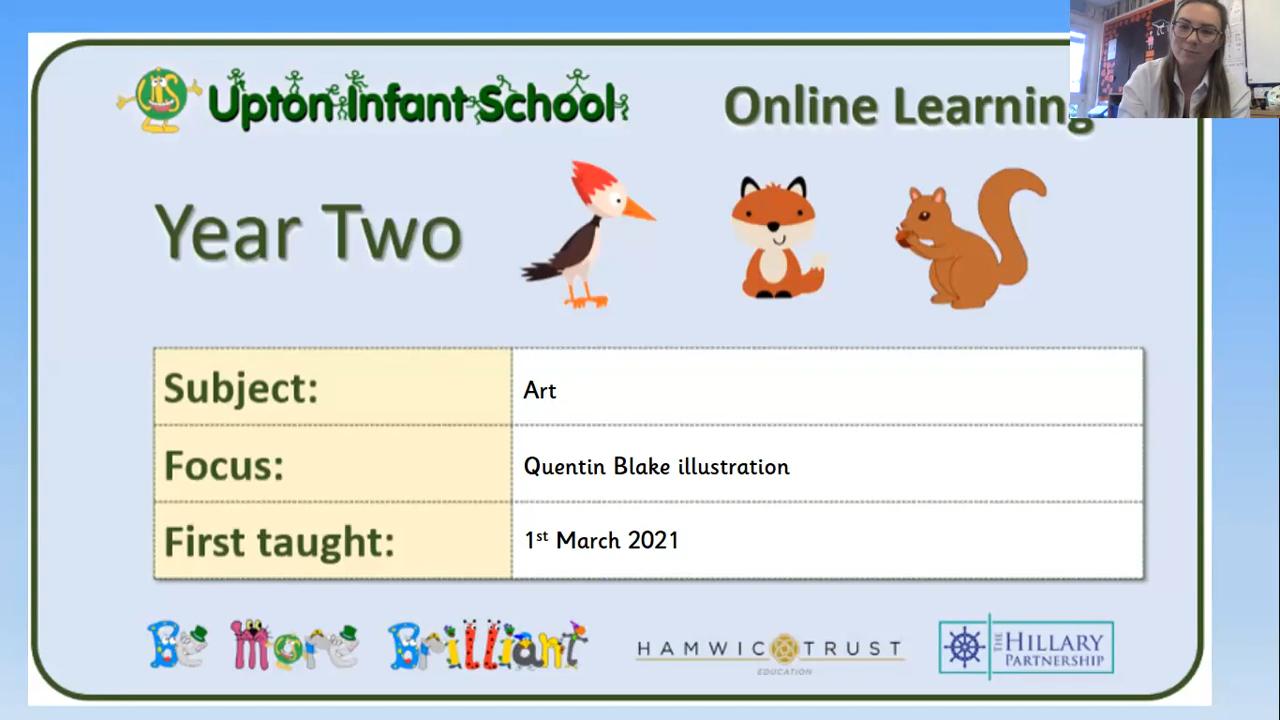 UIS Upton Infant School
Online Learning
Year Two
Subject: Art
Focus: Quentin Blake illustration
First taught: 1st March 2021
Be More Brilliant
HAMWIC TRUST
EDUCATION
THE HILLARY
PARTNERSHIP